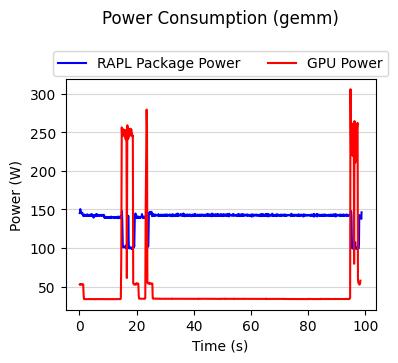 Power Consumption (gemm)
RAPL Package Power
GPU Power
300
250
200
150
100
50
Power (W)
0
20
40
60
80
100
Time (s)